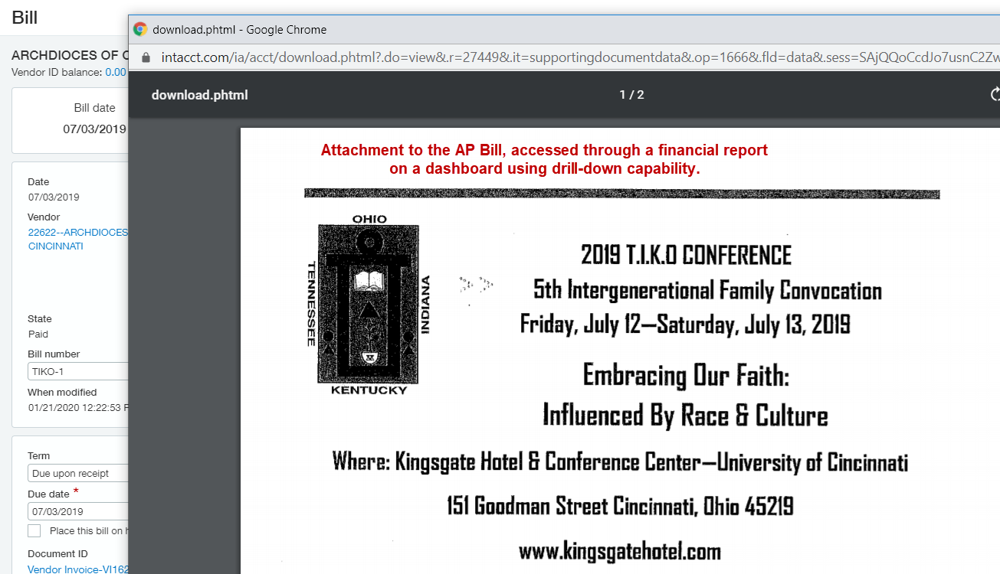 Bill
ARCHDIOCES OF
Vendor ID balance: 0.00
Bill date
07/03/2019
Date
07/03/2019
Vendor
22622--ARCHDIOCES
CINCINNATI
State
Paid
Bill number
TIKO-1
When modified
01/21/2020 12:22:53
Term
Due upon receipt
Due date *
07/03/2019
Place this bill on
Document ID
Vendor Invoice-VI162
download.phtml - Google Chrome
intacct.com/ia/acct/download.phtml?.do=view&.r=27449&.it=supportingdocumentdata&.op=1666&.fld=data&.sess=SAjQQoCcdJo7usnC2Zw
download.phtml
1 / 2
Attachment to the AP Bill, accessed through a financial report
on a dashboard using drill-down capability.
OHIO
TENNESSEE
INDIANA
KENTUCKY
2019 T.I.K.O CONFERENCE
5th Intergenerational Family Convocation
Friday, July 12—Saturday, July 13, 2019
Embracing Our Faith:
Influenced By Race & Culture
Where: Kingsgate Hotel & Conference Center—University of Cincinnati
151 Goodman Street Cincinnati, Ohio 45219
www.kingsgatehotel.com